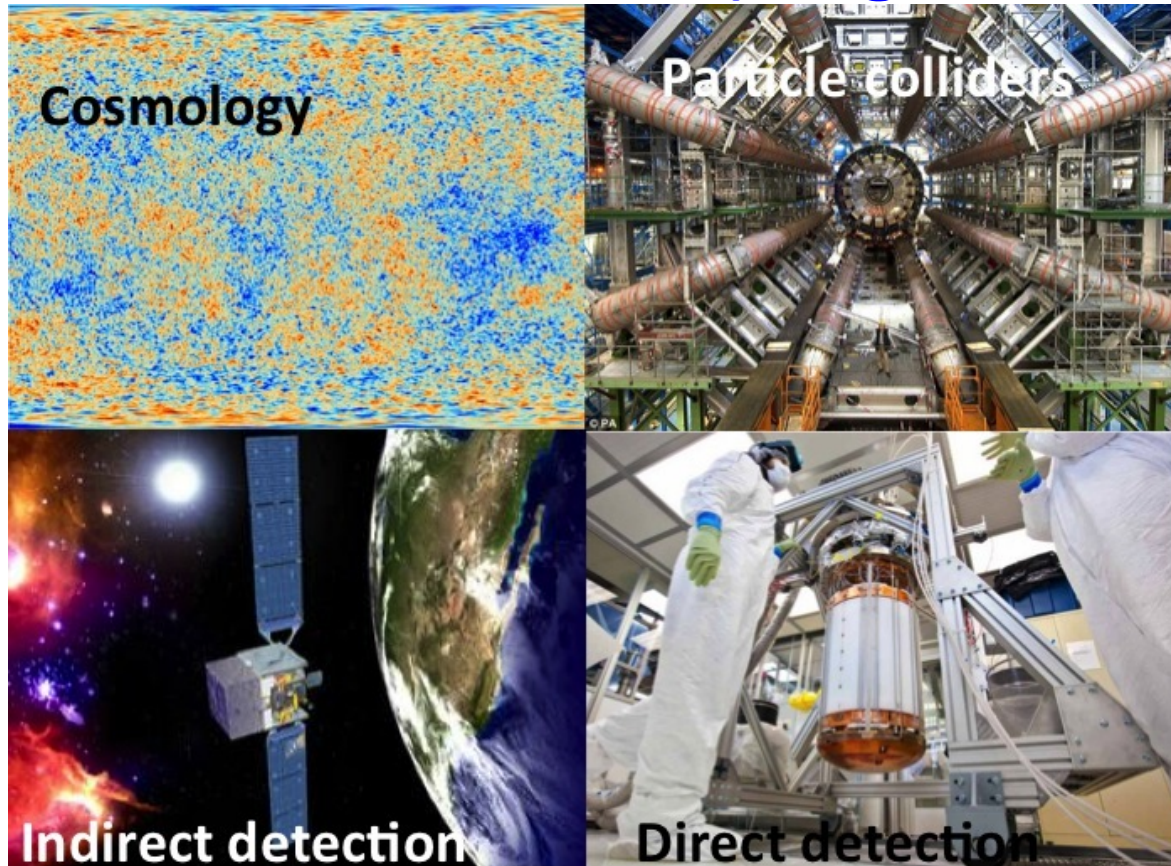 Cosmology
Particle colliders
© PA
Indirect detection
Direct detection